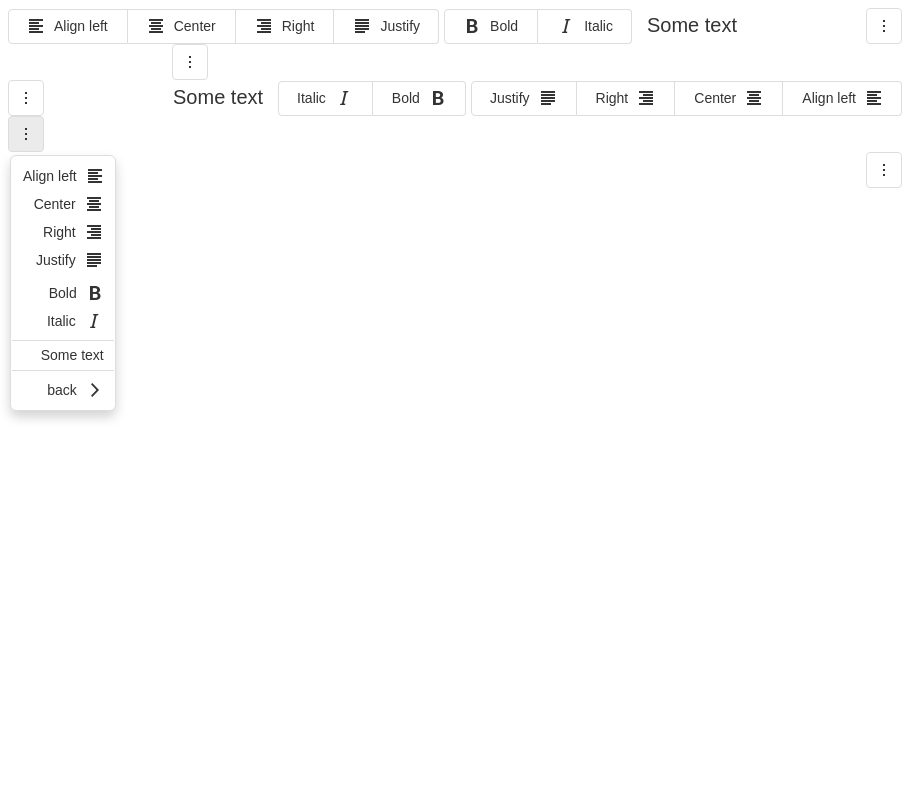 Align left Center Right Justify Bold Italic Some text
Some text Italic Bold Justify Right Center Align left
Align left
Center
Right
Justify
Bold
Italic
Some text
back